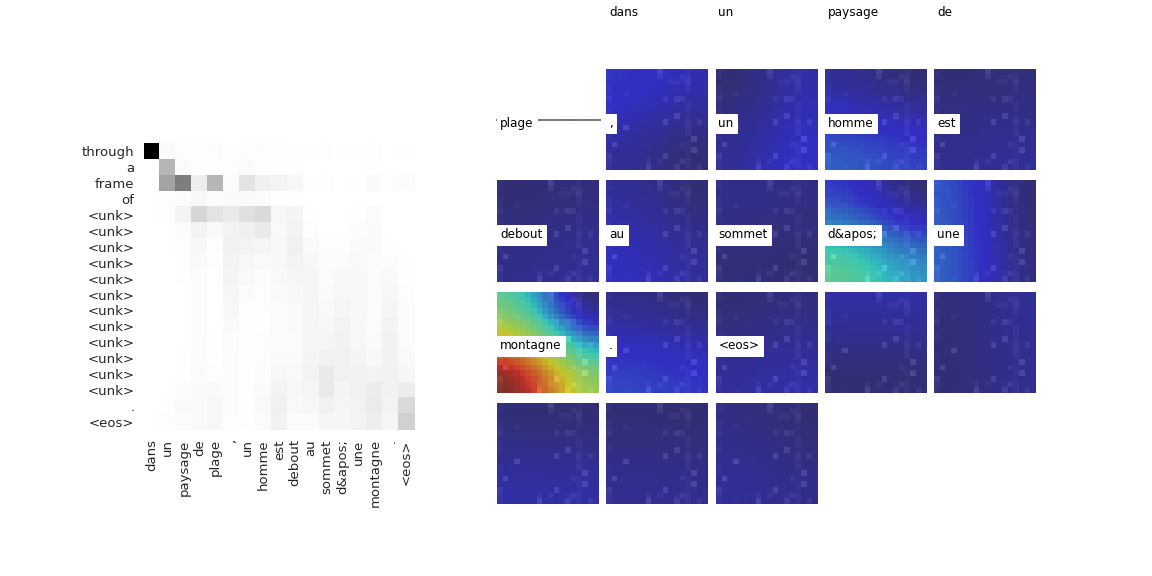 through
a
frame
of
<unk>
<unk>
<unk>
<unk>
<unk>
<unk>
<unk>
<unk>
<unk>
<unk>
<unk>
<unk>
.
<eos>
dans
un
paysage
de
plage
,
un
homme
est
debout
au
sommet
d&apos;
une
montagne
.
<eos>
dans un paysage de
plage , un homme est
debout au sommet d&apos; une
montagne . <eos>